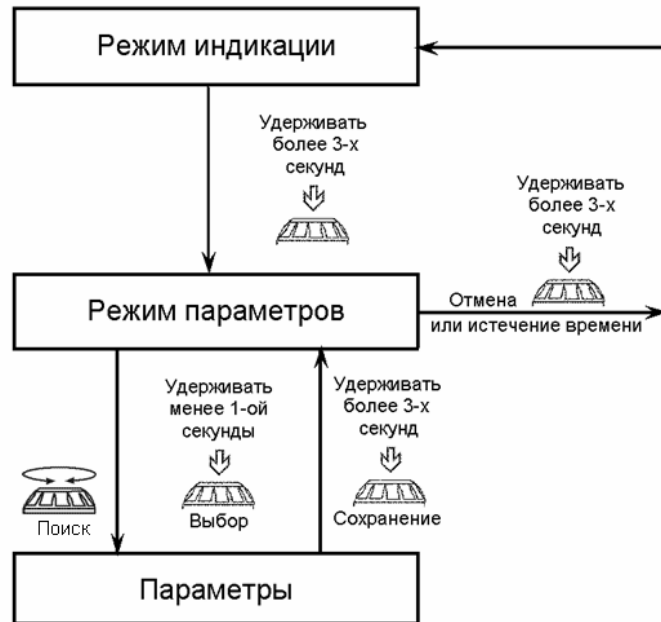 Режим индикации
Удерживать
более 3-х
секунд
Удерживать
более 3-х
секунд
Режим параметров
Отмена
или истечение времени
Удерживать
менее 1-ой
секунды
Удерживать
более 3-х
секунд
Поиск
Выбор
Сохранение
Параметры